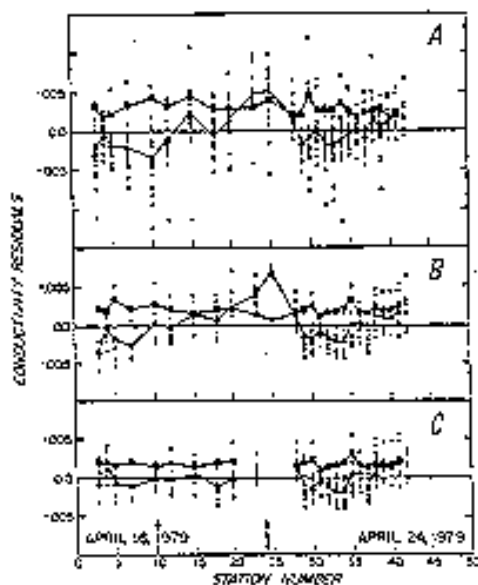 A
.005
0.0
.005
B
.005
0.0
.005
C
.005
0.0
.005
CONDUCTIVITY RESIDUALS
APRIL 16, 1979
APRIL 24, 1979
0 5 10 15 20 25 30 35 40 45 50
STATION NUMBER